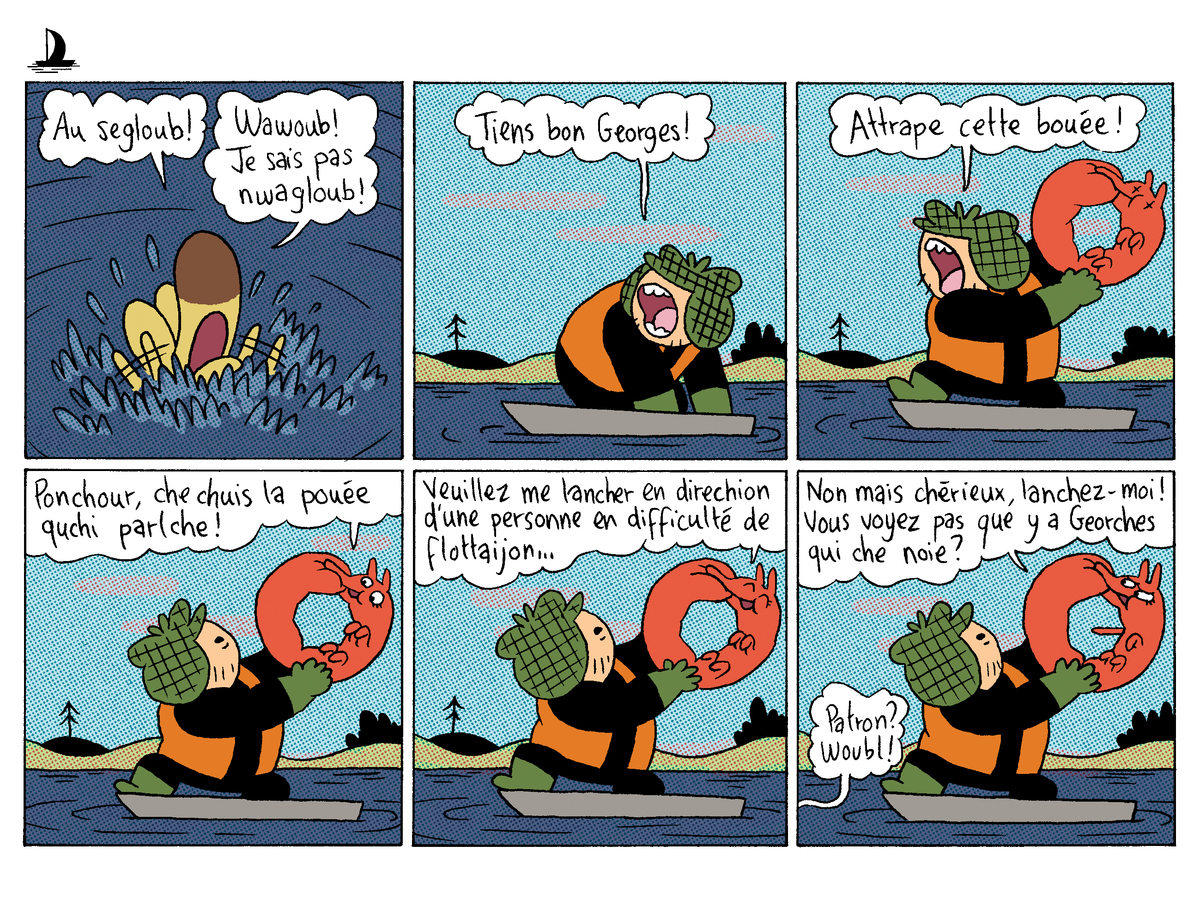 Au segloub!
Wawoub!
Je sais pas
nwagloub!
Tiens bon Georges!
Attrape cette bouée!
Ponchour, che chuis la pouée
quchi parlche!
Veuillez me lancher en direchion
d'une personne en difficulté de
flottaijon...
Non mais chérieux, lanchez-moi!
Vous voyez pas que y a Georches
qui che noie?
Patron?
Woubl!